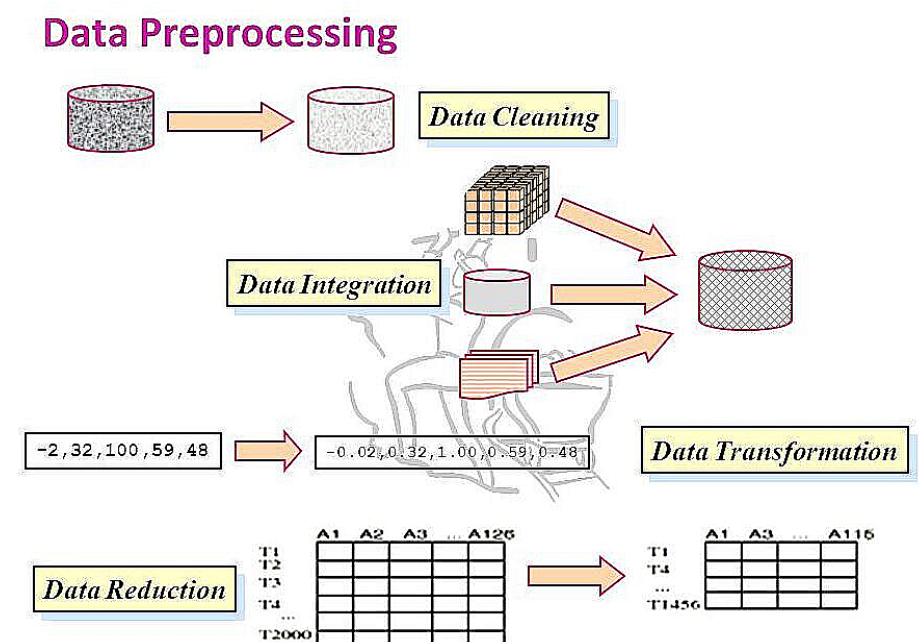 Data Preprocessing
Data Cleaning
Data Integration
-2,32,100,59,48
-0.02,0.32,1.00,0.59,0.48
Data Transformation
Data Reduction
A1 A2 A3 ... A126
T1
T2
T3
T4
...
T2000
A1 A3 ... A115
T1
T4
...
T1456